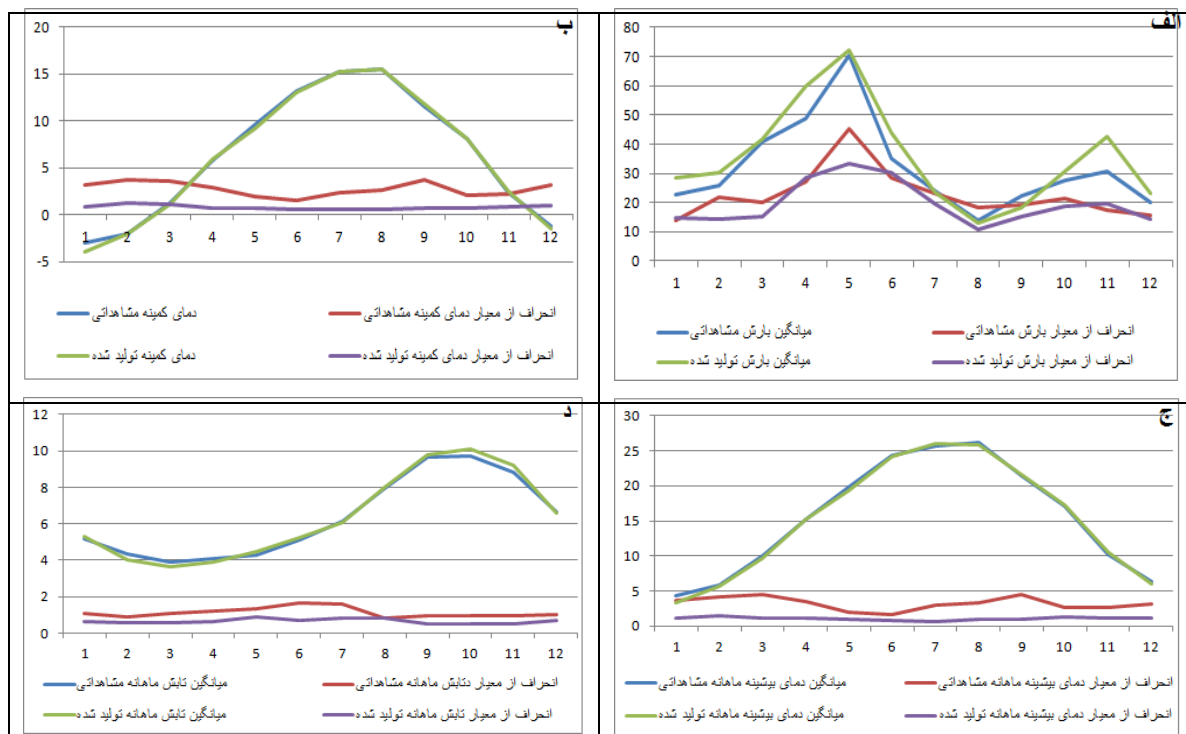 الف
80
70
60
50
40
30
20
10
0
1 2 3 4 5 6 7 8 9 10 11 12
میانگین بارش مشاهداتی
انحراف از معیار بارش مشاهداتی
میانگین بارش تولید شده
انحراف از معیار بارش تولید شده
ب
20
15
10
5
0
-5
1 2 3 4 5 6 7 8 9 10 11 12
دمای کمینه مشاهداتی
انحراف از معیار دمای کمینه مشاهداتی
دمای کمینه تولید شده
انحراف از معیار دمای کمینه تولید شده
ج
30
25
20
15
10
5
0
1 2 3 4 5 6 7 8 9 10 11 12
میانگین دمای بیشینه ماهانه مشاهداتی
انحراف از معیار دمای بیشینه ماهانه مشاهداتی
میانگین دمای بیشینه ماهانه تولید شده
انحراف از معیار دمای بیشینه ماهانه تولید شده
د
12
10
8
6
4
2
0
1 2 3 4 5 6 7 8 9 10 11 12
میانگین تابش ماهانه مشاهداتی
انحراف از معیار دتابش ماهانه مشاهداتی
میانگین تابش ماهانه تولید شده
انحراف از معیار تابش ماهانه تولید شده